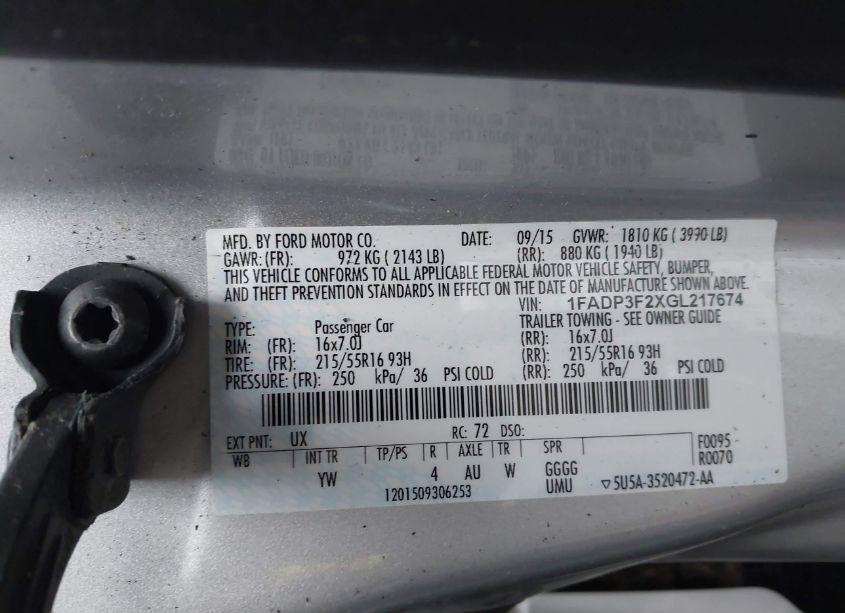 MFD. BY FORD MOTOR CO. DATE: 09/15 GVWR: 1810 KG ( 3990 LB)
GAWR:(FR): 972 KG ( 2143 LB) (RR): 880 KG ( 1940 LB)
THIS VEHICLE CONFORMS TO ALL APPLICABLE FEDERAL MOTOR VEHICLE SAFETY, BUMPER,
AND THEFT PREVENTION STANDARDS IN EFFECT ON THE DATE OF MANUFACTURE SHOWN ABOVE.
VIN: 1FADP3F2XGL217674
TYPE: Passenger Car TRAILER TOWING - SEE OWNER GUIDE
RIM: (FR): 16x7.0J (RR): 16x7.0J
TIRE: (FR): 215/55R16 93H (RR): 215/55R16 93H
PRESSURE: (FR): 250 kPa/ 36 PSI COLD (RR): 250 kPa/ 36 PSI COLD
EXT PNT: UX RC: 72 DSO:
WB INT TR TP/PS R AXLE TR SPR F0095
R0070
YW 4 AU W GGGG
UMU
1201509306253 ▽5U5A-3520472-AA